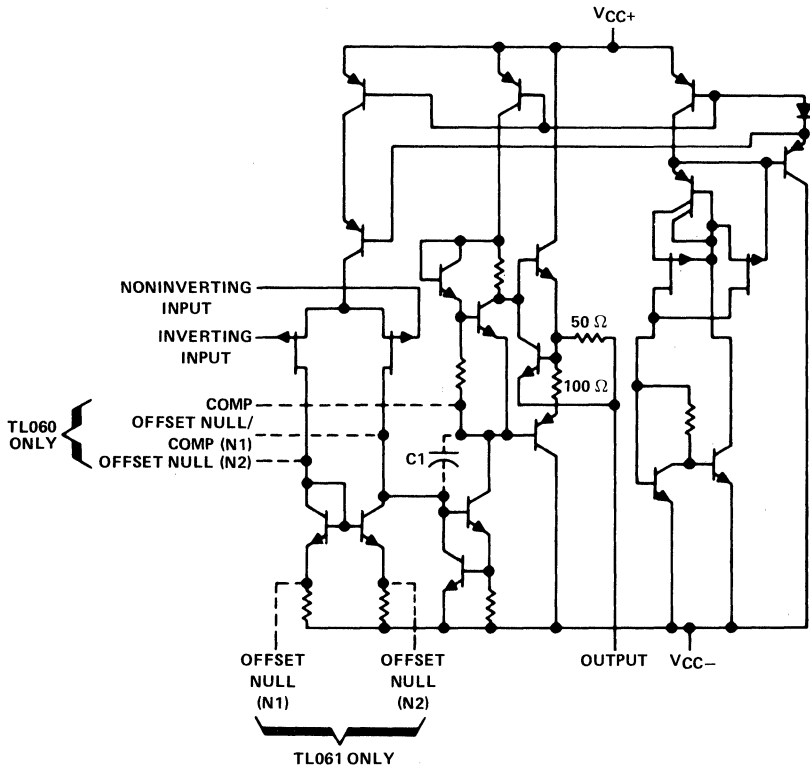 VCC+
NONINVERTING
INPUT
INVERTING
INPUT
50 Ω
100 Ω
TL060
ONLY
COMP
OFFSET NULL/
COMP (N1)
OFFSET NULL (N2)
C1
OFFSET
NULL
(N1)
OFFSET
NULL
(N2)
OUTPUT
VCC−
TL061 ONLY